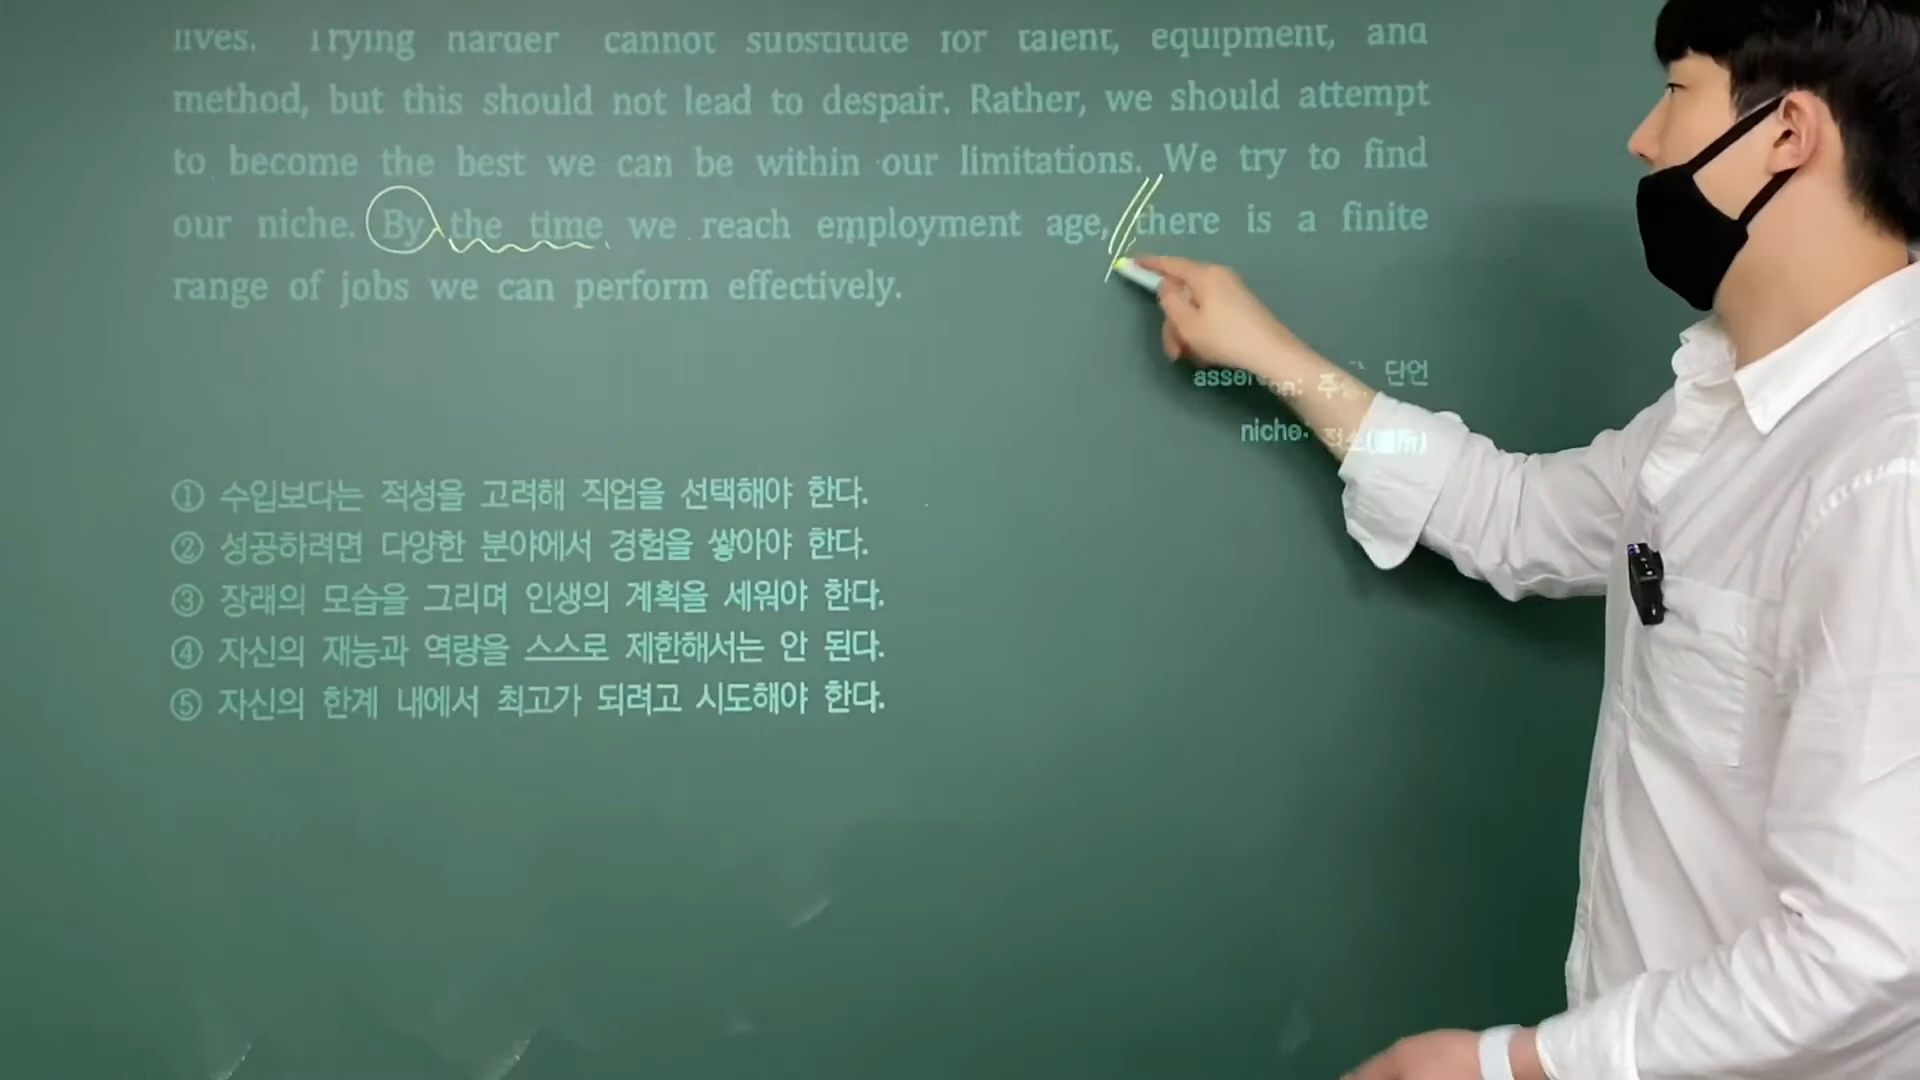 lives. Trying harder cannot substitute for talent, equipment, and
method, but this should not lead to despair. Rather, we should attempt
to become the best we can be within our limitations. We try to find
our niche. By the time we reach employment age, there is a finite
range of jobs we can perform effectively.
단언
niche:
① 수입보다는 적성을 고려해 직업을 선택해야 한다.
② 성공하려면 다양한 분야에서 경험을 쌓아야 한다.
③ 장래의 모습을 그리며 인생의 계획을 세워야 한다.
④ 자신의 재능과 역량을 스스로 제한해서는 안 된다.
⑤ 자신의 한계 내에서 최고가 되려고 시도해야 한다.